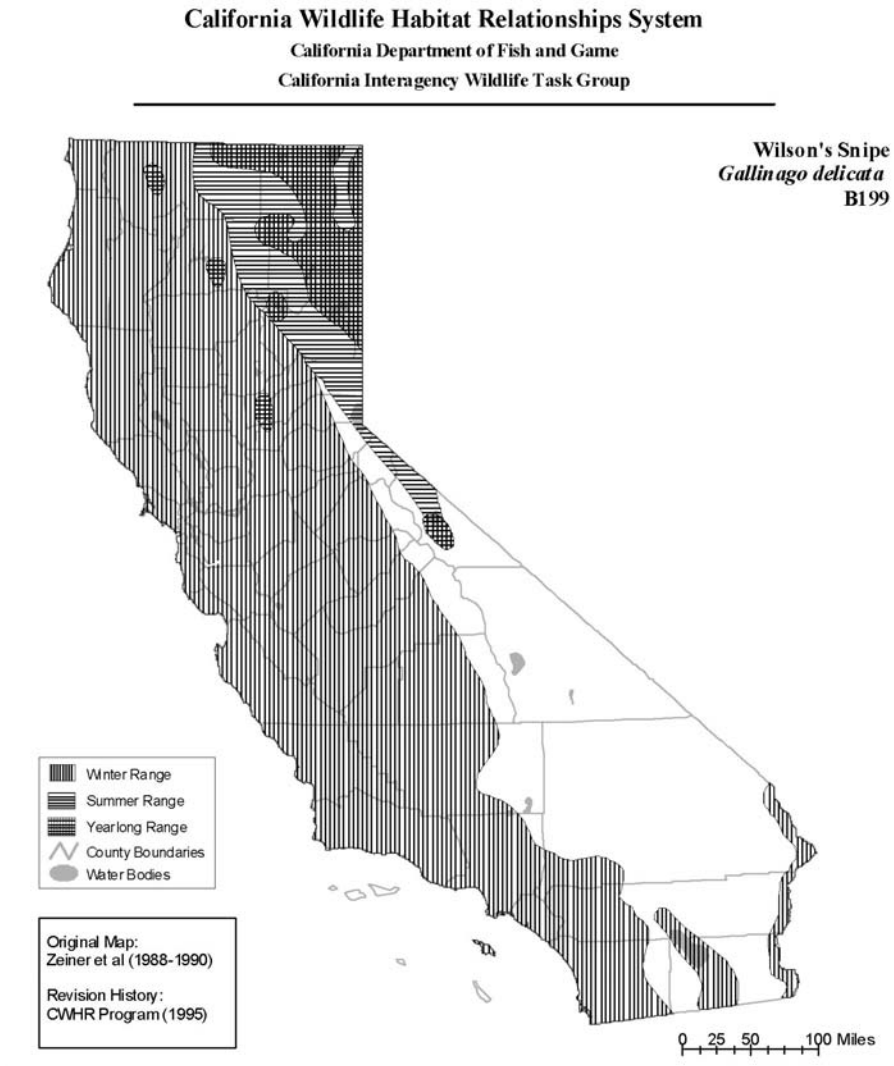 California Wildlife Habitat Relationships System
California Department of Fish and Game
California Interagency Wildlife Task Group
Wilson's Snipe
Gallinago delicata
B199
Winter Range
Summer Range
Yearlong Range
County Boundaries
Water Bodies
Original Map:
Zeiner et al (1988-1990)
Revision History:
CWHR Program (1995)
0 25 50 100 Miles